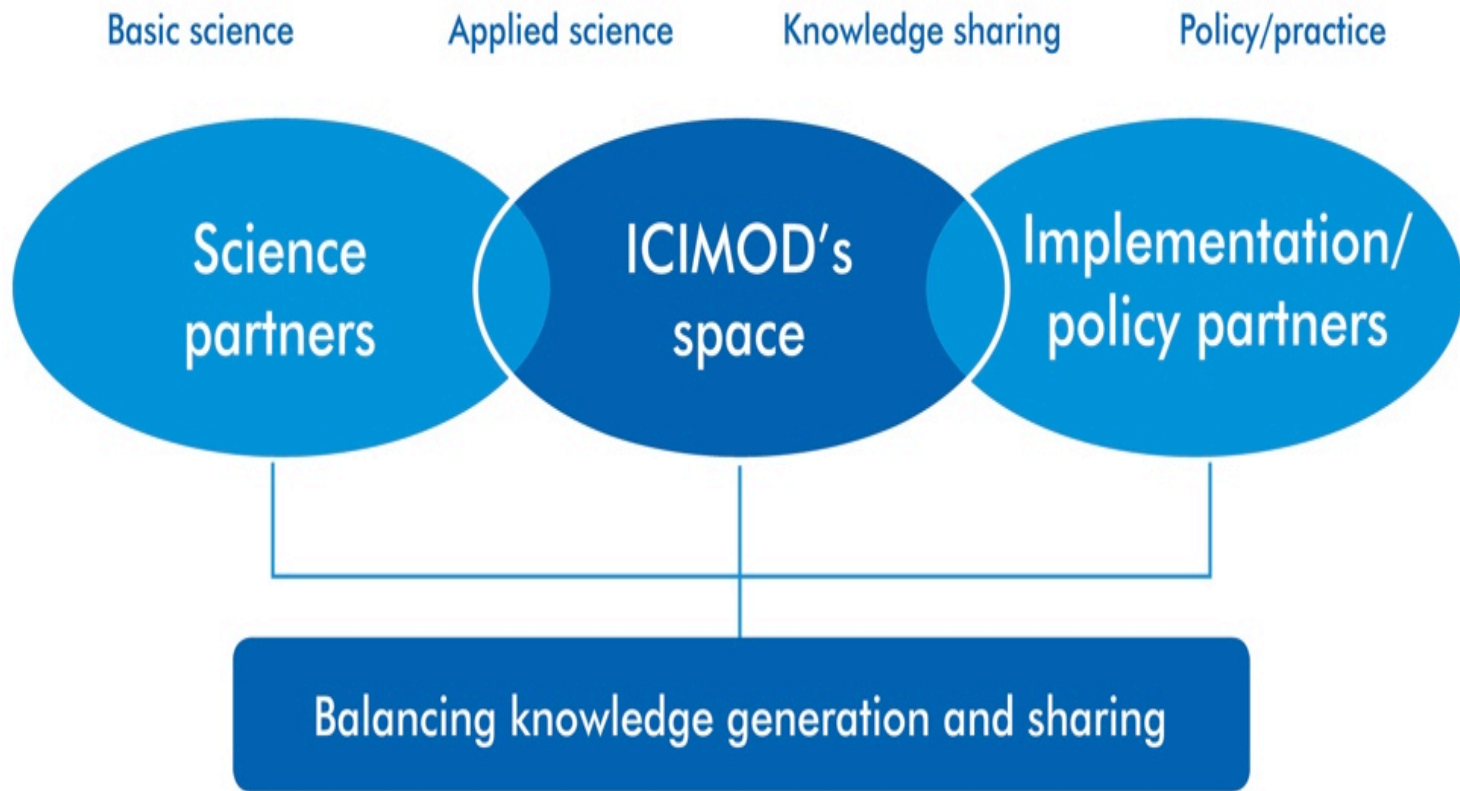 Basic science
Applied science
Knowledge sharing
Policy/practice
Science
partners
ICIMOD's
space
Implementation/
policy partners
Balancing knowledge generation and sharing